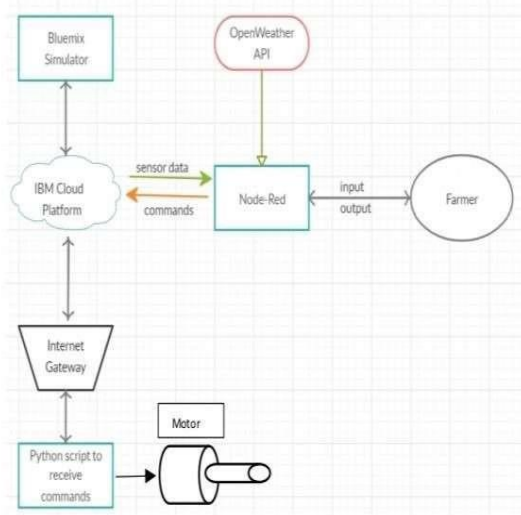 Bluemix
Simulator
OpenWeather
API
IBM Cloud
Platform
sensor data
commands
Node-Red
input
output
Farmer
Internet
Gateway
Motor
Python script to
receive
commands